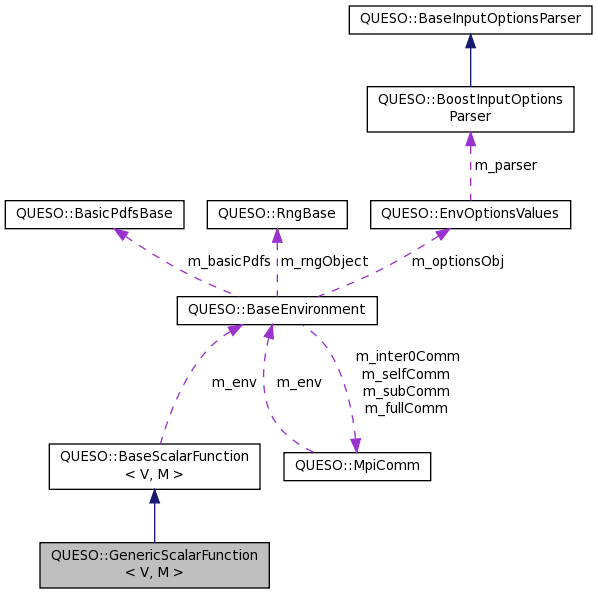 QUESO::BaseInputOptionsParser
QUESO::BoostInputOptions
Parser
m_parser
QUESO::BasicPdfsBase
QUESO::RngBase
QUESO::EnvOptionsValues
m_basicPdfs
m_rngObject
m_optionsObj
QUESO::BaseEnvironment
m_inter0Comm
m_selfComm
m_subComm
m_fullComm
m_env
m_env
QUESO::BaseScalarFunction
< V, M >
QUESO::MpiComm
QUESO::GenericScalarFunction
< V, M >